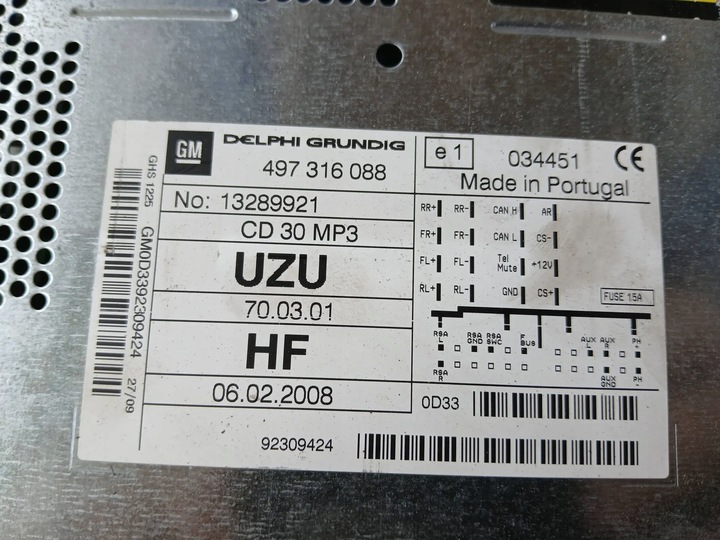 GM DELPHI GRUNDIG
497 316 088
e1 034451 CE
Made in Portugal
No: 13289921
CD 30 MP3
UZU
70.03.01
HF
06.02.2008
GHS 1225
GM0D3392309424
27/09
RR+ RR- CAN H AR
FR+ FR- CAN L CS-
FL+ FL- Tel Mute +12V
RL+ RL- GND CS+
FUSE 15A
RSA L RSA GND RSA SWC F BUS AUX L AUX R PH +
RSA R AUX GND PH -
0D33
92309424